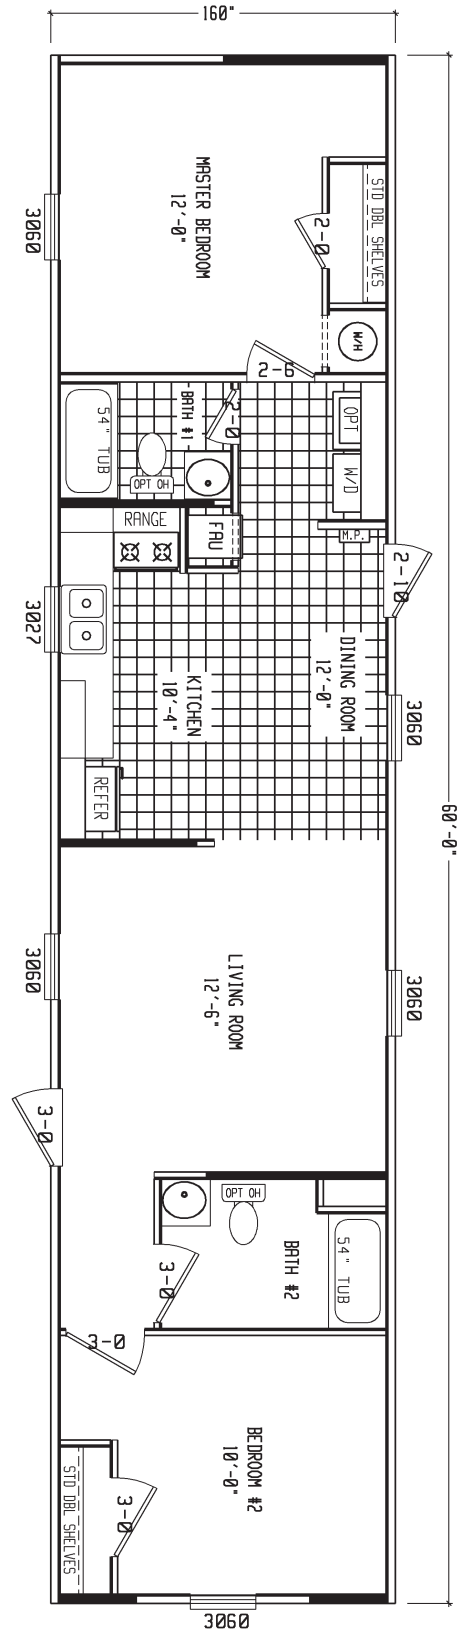 160"
STD DBL SHELVES
MASTER BEDROOM
12'-0"
3060
2-0
W/H
2-6
54" TUB
BATH #1
2-0
OPT
OPT OH
W/D
RANGE
FAU
M.P.
2-10
3027
DINING ROOM
12'-0"
KITCHEN
10'-4"
3060
REFER
60'-0"
3060
LIVING ROOM
12'-6"
3060
3-0
OPT OH
BATH #2
54" TUB
3-0
3-0
BEDROOM #2
10'-0"
STD DBL SHELVES
3-0
3060